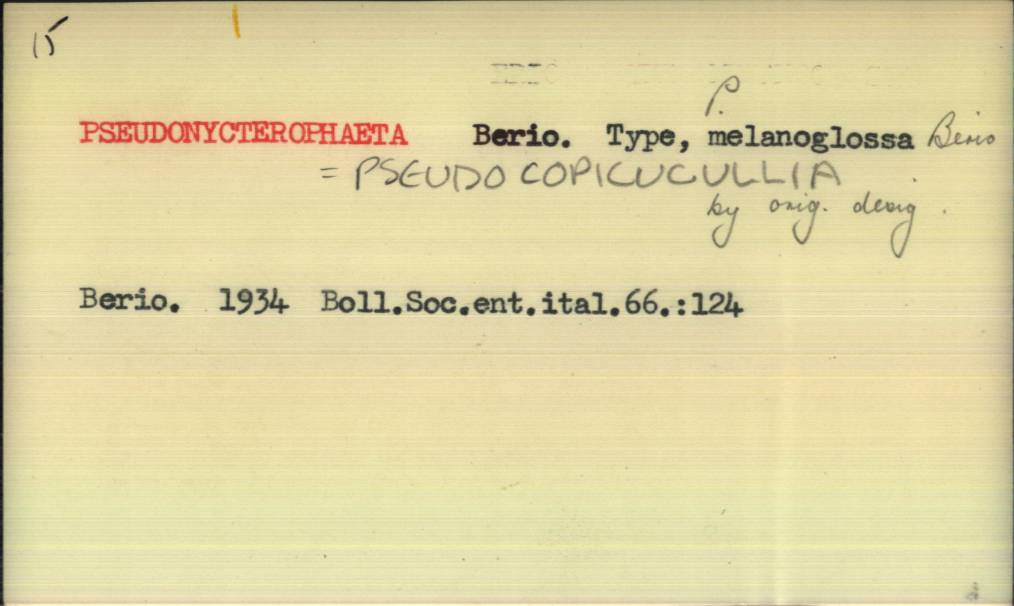 15
P.
PSEUDONYCTEROPHAETA Berio. Type, melanoglossa Berio
= PSEUDOCOPICUCULLIA
by orig. desig.
Berio. 1934 Boll.Soc.ent.ital.66.:124